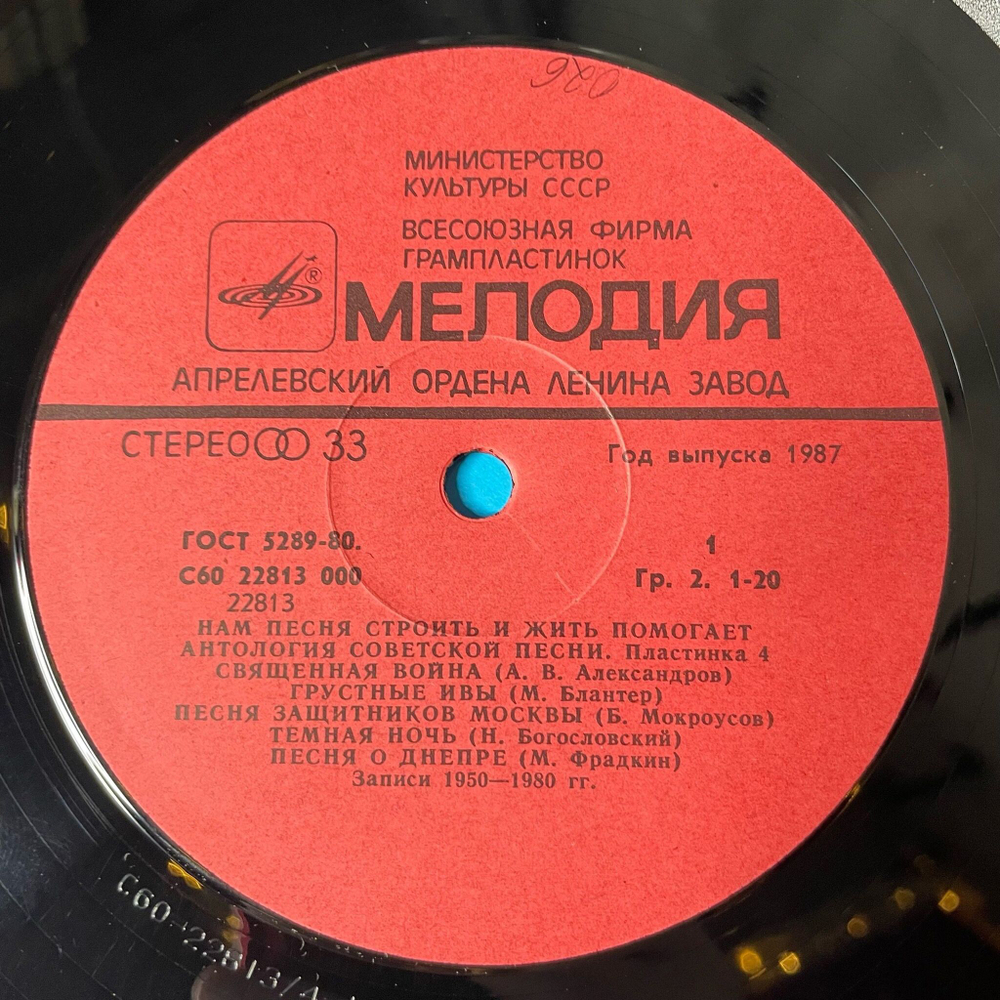 МИНИСТЕРСТВО
КУЛЬТУРЫ СССР
ВСЕСОЮЗНАЯ ФИРМА
ГРАМПЛАСТИНОК
®
МЕЛОДИЯ
АПРЕЛЕВСКИЙ ОРДЕНА ЛЕНИНА ЗАВОД
СТЕРЕО 33
Год выпуска 1987
ГОСТ 5289-80.
1
С60 22813 000
Гр. 2. 1-20
22813
НАМ ПЕСНЯ СТРОИТЬ И ЖИТЬ ПОМОГАЕТ
АНТОЛОГИЯ СОВЕТСКОЙ ПЕСНИ. Пластинка 4
СВЯЩЕННАЯ ВОЙНА (А. В. Александров)
ГРУСТНЫЕ ИВЫ (М. Блантер)
ПЕСНЯ ЗАЩИТНИКОВ МОСКВЫ (Б. Мокроусов)
ТЕМНАЯ НОЧЬ (Н. Богословский)
ПЕСНЯ О ДНЕПРЕ (М. Фрадкин)
Записи 1950—1980 гг.
С60-22813/4